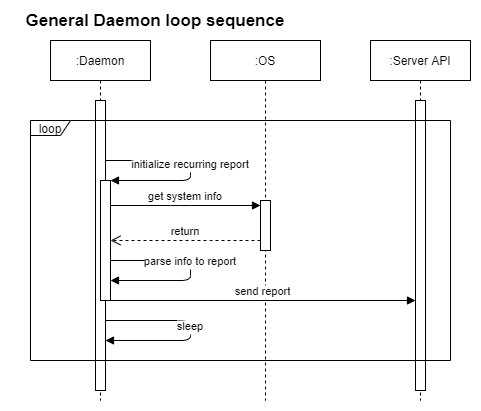 General Daemon loop sequence
:Daemon
:OS
:Server API
loop
initialize recurring report
get system info
return
parse info to report
send report
sleep